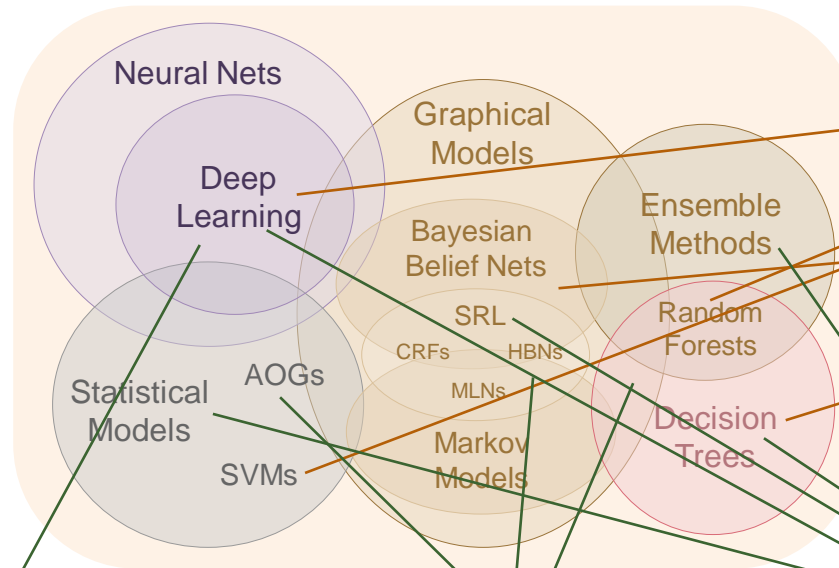 Neural Nets
Deep
Learning
Graphical
Models
Bayesian
Belief Nets
SRL
CRFs
HBNs
MLNs
Markov
Models
Ensemble
Methods
Random
Forests
Decision
Trees
Statistical
Models
AOGs
SVMs